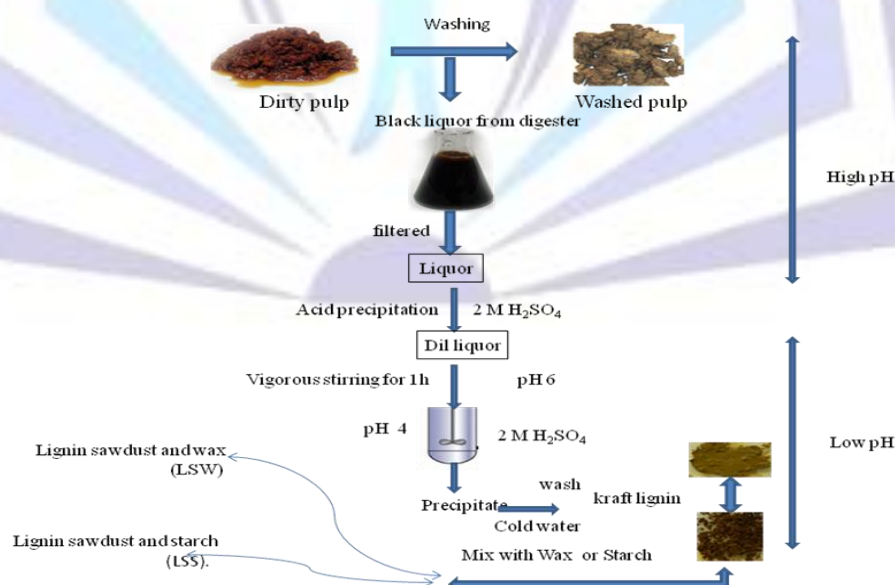 Washing
Dirty pulp
Washed pulp
Black liquor from digester
High pH
filtered
Liquor
Acid precipitation
2 M H₂SO₄
Dil liquor
Vigorous stirring for 1h
pH 6
pH 4
2 M H₂SO₄
Low pH
Lignin sawdust and wax
(LSW)
wash
kraft lignin
Precipitate
Cold water
Lignin sawdust and starch
(LSS).
Mix with Wax or Starch